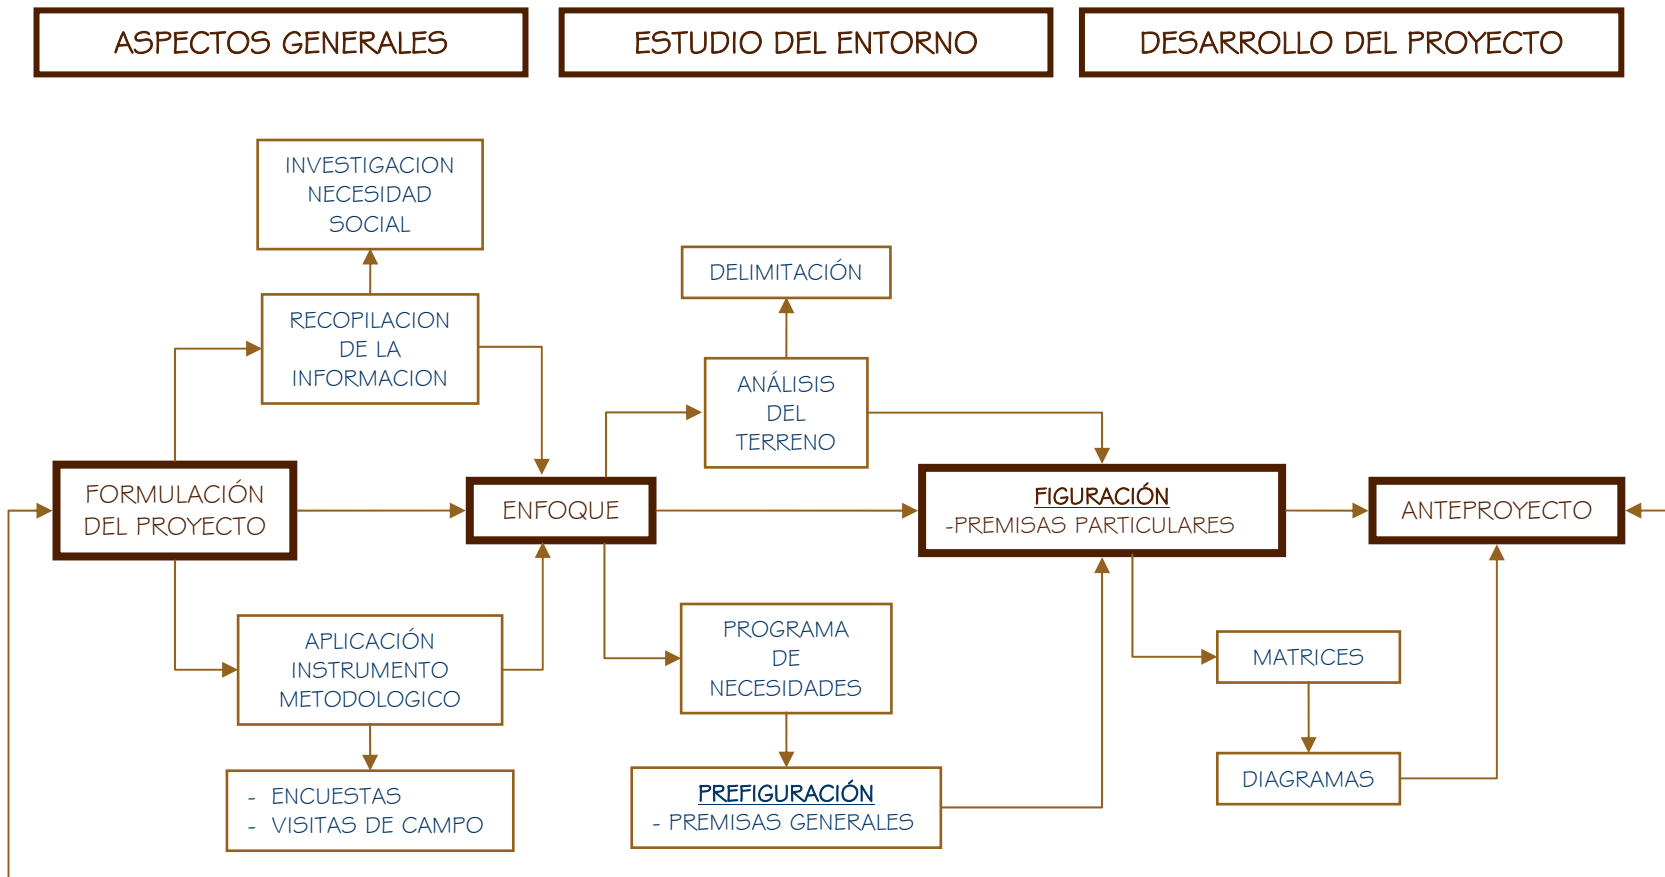 ASPECTOS GENERALES
ESTUDIO DEL ENTORNO
DESARROLLO DEL PROYECTO
INVESTIGACION
NECESIDAD
SOCIAL
RECOPILACION
DE LA
INFORMACION
FORMULACIÓN
DEL PROYECTO
APLICACIÓN
INSTRUMENTO
METODOLOGICO
- ENCUESTAS
- VISITAS DE CAMPO
ENFOQUE
DELIMITACIÓN
ANÁLISIS
DEL
TERRENO
PROGRAMA
DE
NECESIDADES
PREFIGURACIÓN
- PREMISAS GENERALES
FIGURACIÓN
-PREMISAS PARTICULARES
MATRICES
DIAGRAMAS
ANTEPROYECTO